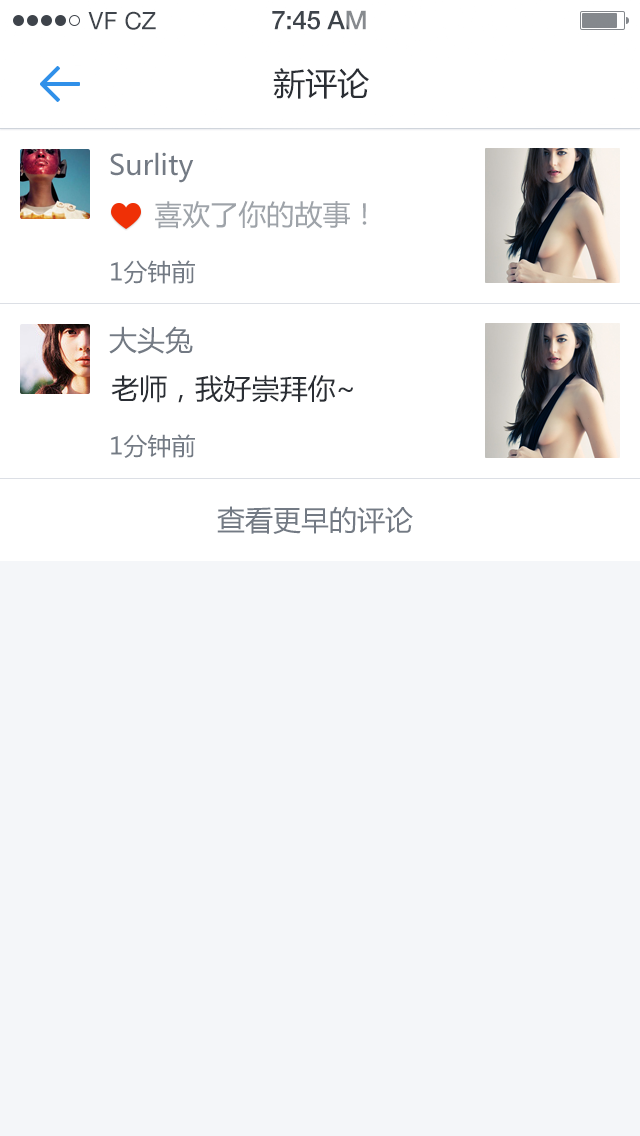 VF CZ 7:45 AM
新评论
Surlity
喜欢了你的故事！
1分钟前
大头兔
老师，我好崇拜你~
1分钟前
查看更早的评论